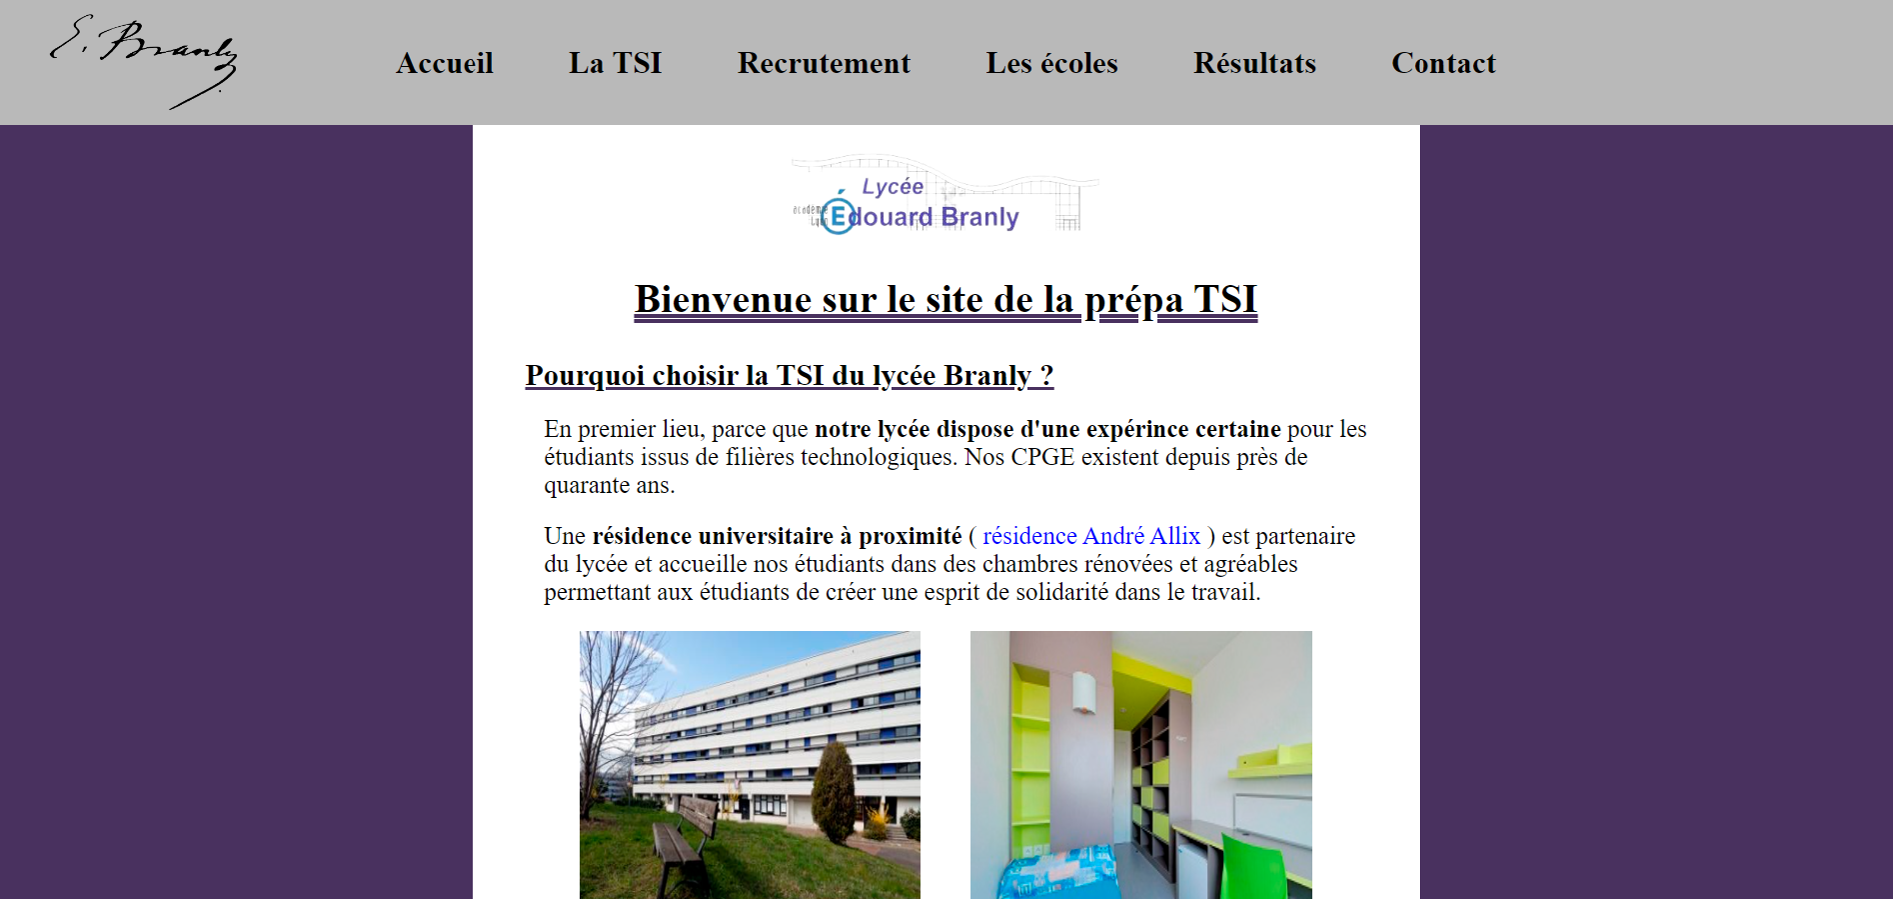 E. Branly
Accueil La TSI Recrutement Les écoles Résultats Contact
Lycée
académie
Lyon
Édouard Branly
Bienvenue sur le site de la prépa TSI
Pourquoi choisir la TSI du lycée Branly ?
En premier lieu, parce que notre lycée dispose d'une expérince certaine pour les
étudiants issus de filières technologiques. Nos CPGE existent depuis près de
quarante ans.
Une résidence universitaire à proximité ( résidence André Allix ) est partenaire
du lycée et accueille nos étudiants dans des chambres rénovées et agréables
permettant aux étudiants de créer une esprit de solidarité dans le travail.